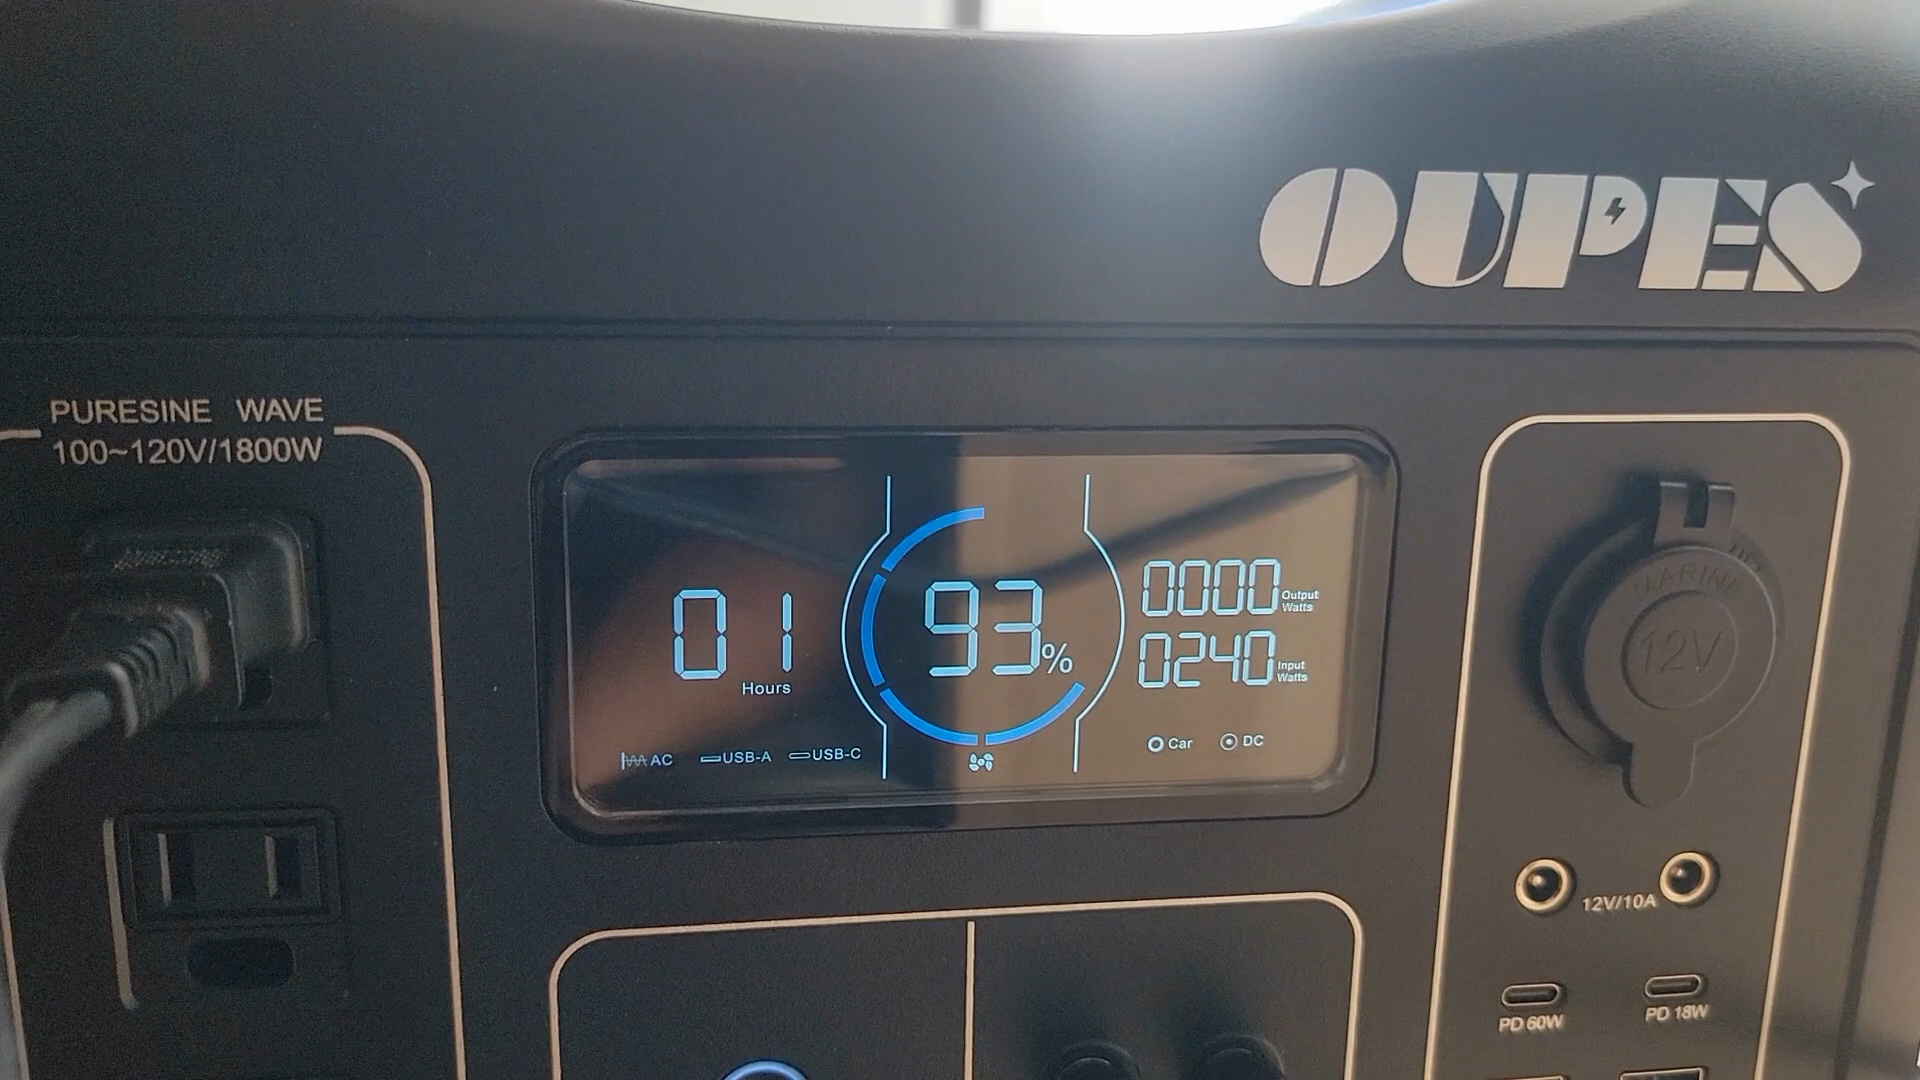 OUPES
PURESINE WAVE
100~120V/1800W
01
Hours
93%
0000 Output Watts
0240 Input Watts
AC USB-A USB-C
Car DC
MARINA
12V
12V/10A
PD 60W PD 18W